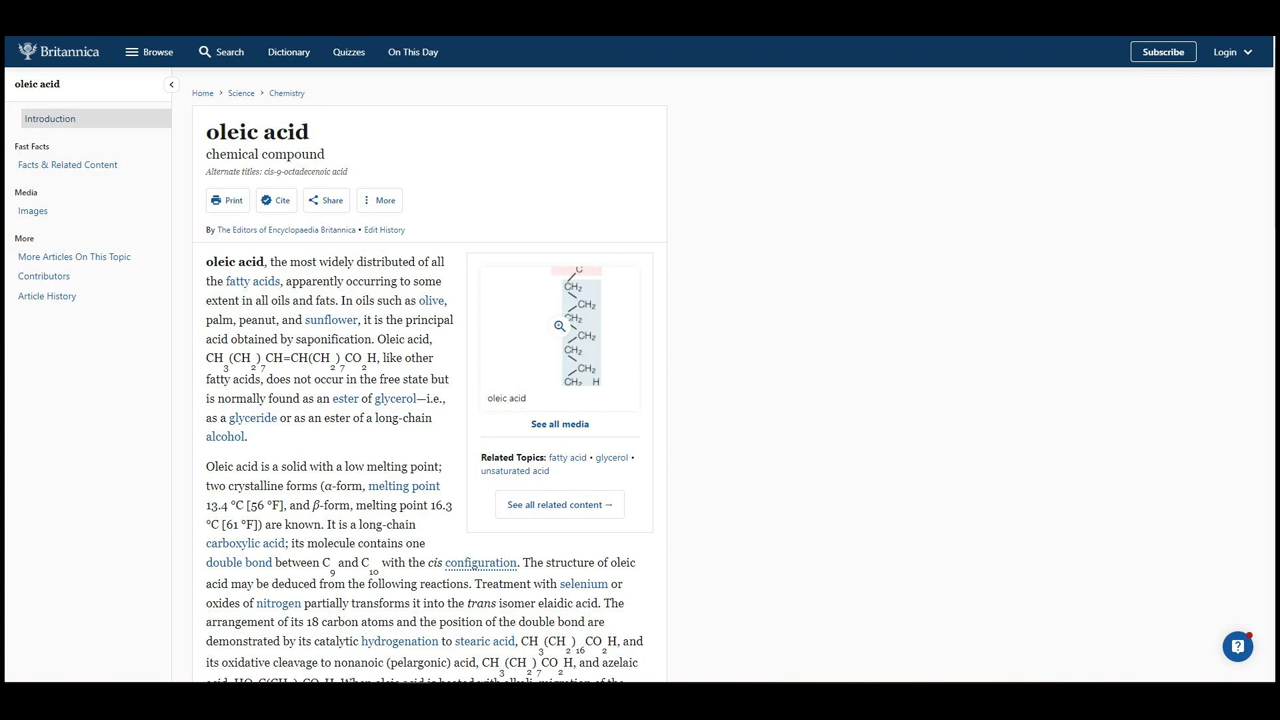 Britannica
Browse
Search
Dictionary
Quizzes
On This Day
Subscribe
Login
oleic acid
Introduction
Fast Facts
Facts & Related Content
Media
Images
More
More Articles On This Topic
Contributors
Article History
Home > Science > Chemistry
oleic acid
chemical compound
Alternate titles: cis-9-octadecenoic acid
Print
Cite
Share
More
By The Editors of Encyclopaedia Britannica • Edit History
oleic acid, the most widely distributed of all
the fatty acids, apparently occurring to some
extent in all oils and fats. In oils such as olive,
palm, peanut, and sunflower, it is the principal
acid obtained by saponification. Oleic acid,
CH3(CH2)7CH=CH(CH2)7CO2H, like other
fatty acids, does not occur in the free state but
is normally found as an ester of glycerol—i.e.,
as a glyceride or as an ester of a long-chain
alcohol.
C
CH2
CH2
CH2
CH2
CH2
CH2
CH2 H
oleic acid
See all media
Related Topics: fatty acid • glycerol •
unsaturated acid
See all related content →
Oleic acid is a solid with a low melting point;
two crystalline forms (α-form, melting point
13.4 °C [56 °F], and β-form, melting point 16.3
°C [61 °F]) are known. It is a long-chain
carboxylic acid; its molecule contains one
double bond between C9 and C10 with the cis configuration. The structure of oleic
acid may be deduced from the following reactions. Treatment with selenium or
oxides of nitrogen partially transforms it into the trans isomer elaidic acid. The
arrangement of its 18 carbon atoms and the position of the double bond are
demonstrated by its catalytic hydrogenation to stearic acid, CH3(CH2)16CO2H, and
its oxidative cleavage to nonanoic (pelargonic) acid, CH3(CH2)7CO2H, and azelaic